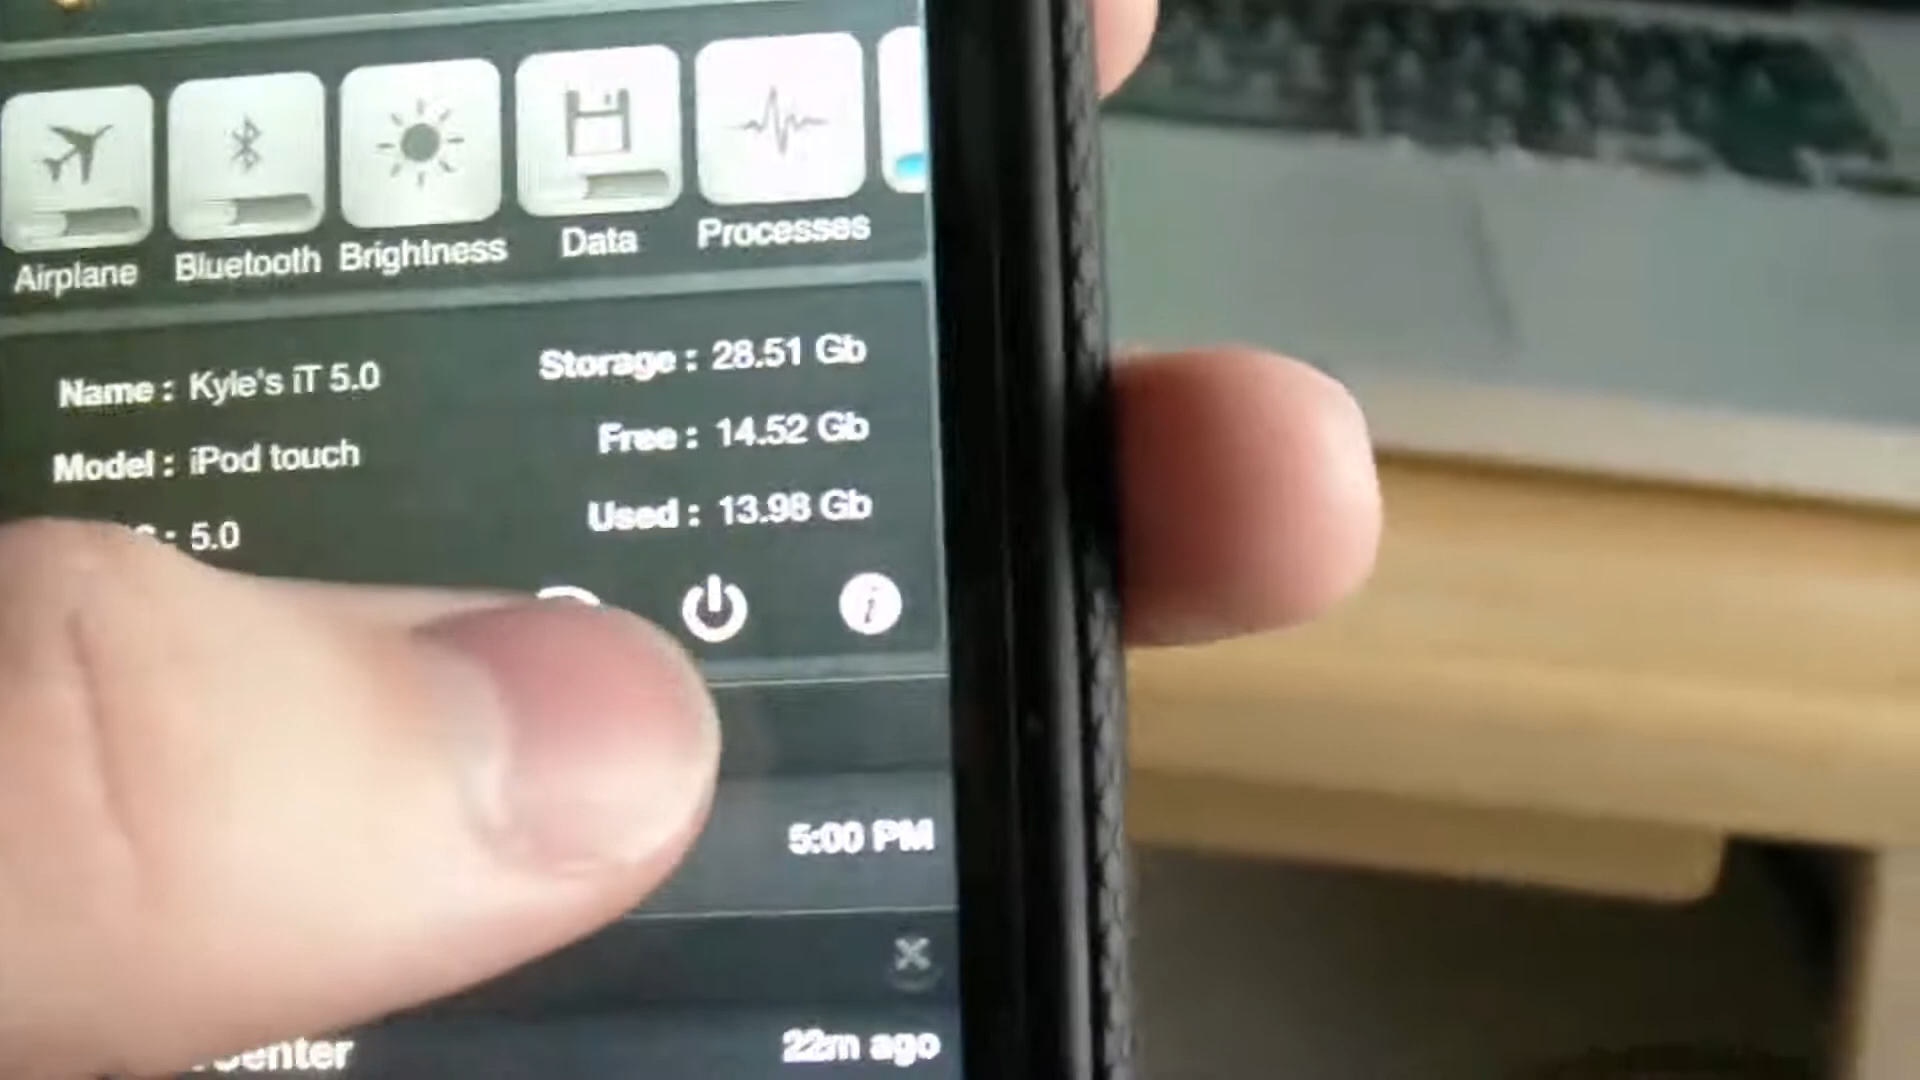 Airplane
Bluetooth
Brightness
Data
Processes
Name : Kyle's iT 5.0
Model : iPod touch
: 5.0
Storage : 28.51 Gb
Free : 14.52 Gb
Used : 13.98 Gb
5:00 PM
22m ago